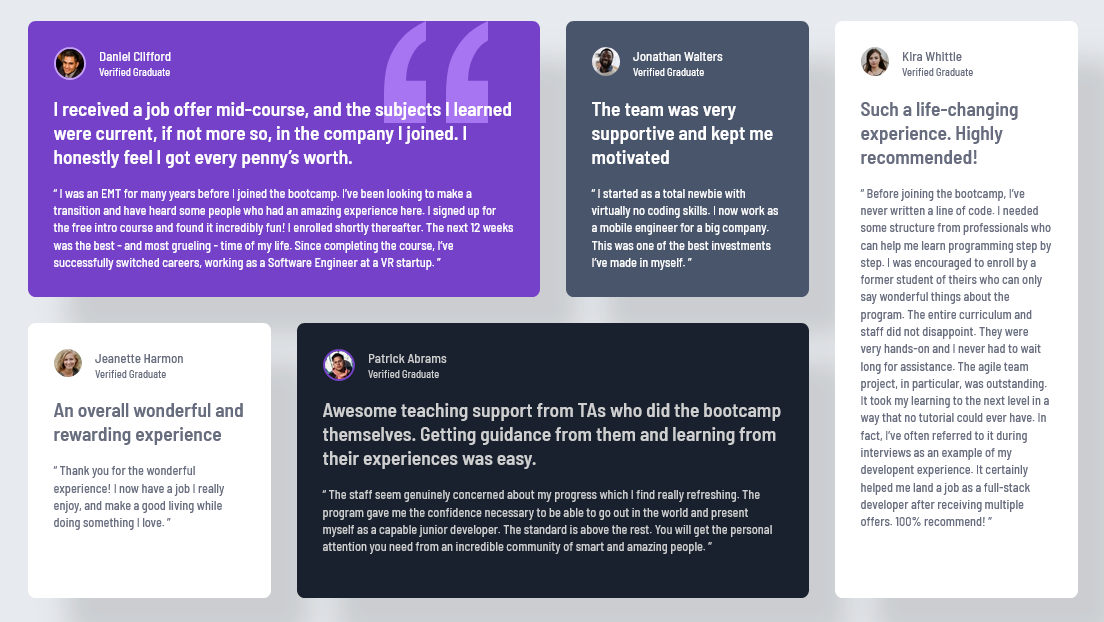 Daniel Clifford
Verified Graduate
I received a job offer mid-course, and the subjects I learned
were current, if not more so, in the company I joined. I
honestly feel I got every penny’s worth.
“ I was an EMT for many years before I joined the bootcamp. I’ve been looking to make a
transition and have heard some people who had an amazing experience here. I signed up for
the free intro course and found it incredibly fun! I enrolled shortly thereafter. The next 12 weeks
was the best - and most grueling - time of my life. Since completing the course, I’ve
successfully switched careers, working as a Software Engineer at a VR startup. ”
Jonathan Walters
Verified Graduate
The team was very
supportive and kept me
motivated
“ I started as a total newbie with
virtually no coding skills. I now work as
a mobile engineer for a big company.
This was one of the best investments
I’ve made in myself. ”
Kira Whittle
Verified Graduate
Such a life-changing
experience. Highly
recommended!
“ Before joining the bootcamp, I’ve
never written a line of code. I needed
some structure from professionals who
can help me learn programming step by
step. I was encouraged to enroll by a
former student of theirs who can only
say wonderful things about the
program. The entire curriculum and
staff did not disappoint. They were
very hands-on and I never had to wait
long for assistance. The agile team
project, in particular, was outstanding.
It took my learning to the next level in a
way that no tutorial could ever have. In
fact, I’ve often referred to it during
interviews as an example of my
developent experience. It certainly
helped me land a job as a full-stack
developer after receiving multiple
offers. 100% recommend! ”
Jeanette Harmon
Verified Graduate
An overall wonderful and
rewarding experience
“ Thank you for the wonderful
experience! I now have a job I really
enjoy, and make a good living while
doing something I love. ”
Patrick Abrams
Verified Graduate
Awesome teaching support from TAs who did the bootcamp
themselves. Getting guidance from them and learning from
their experiences was easy.
“ The staff seem genuinely concerned about my progress which I find really refreshing. The
program gave me the confidence necessary to be able to go out in the world and present
myself as a capable junior developer. The standard is above the rest. You will get the personal
attention you need from an incredible community of smart and amazing people. ”